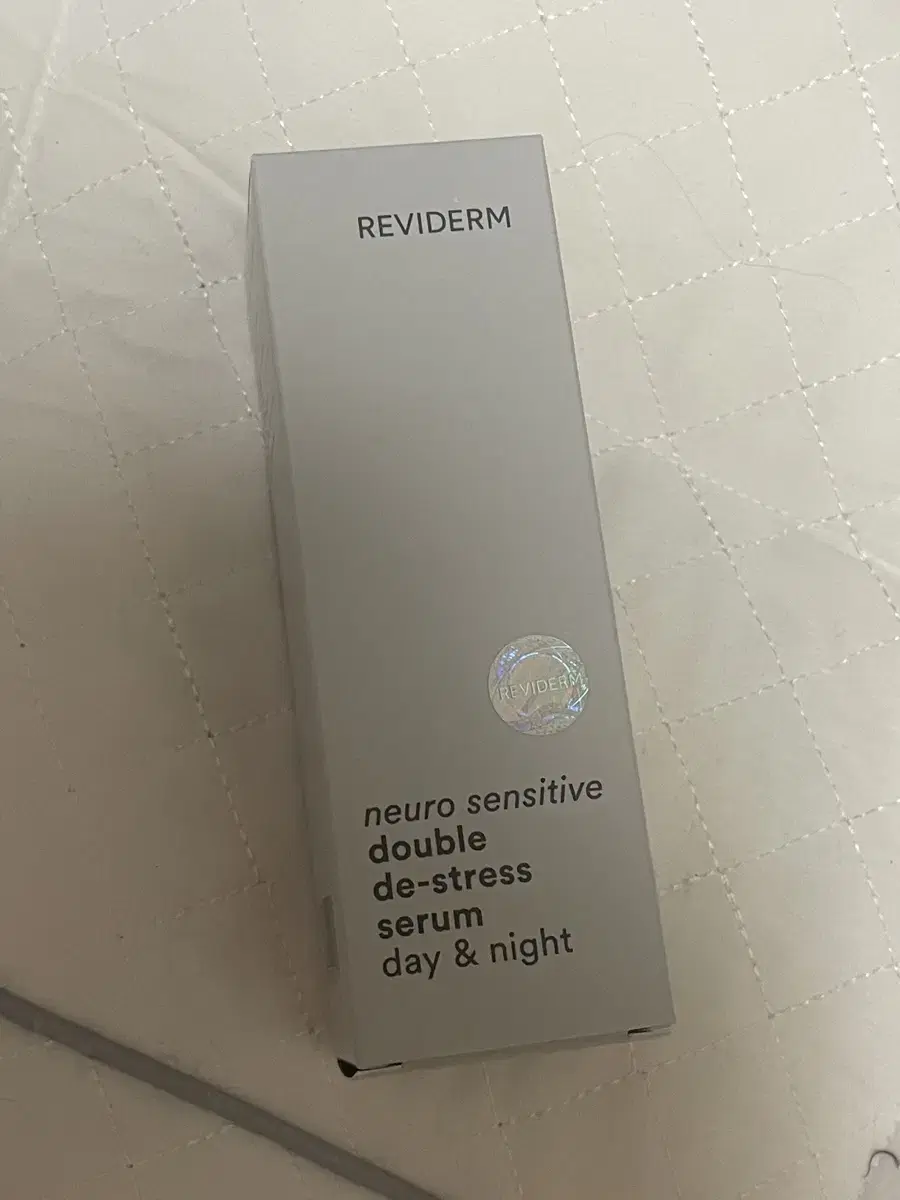 REVIDERM
REVIDERM
neuro sensitive
double
de-stress
serum
day & night